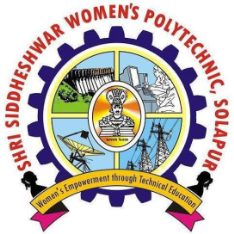 SHRI SIDDHESHWAR WOMEN'S POLYTECHNIC, SOLAPUR
Women's Empowerment through Technical Education